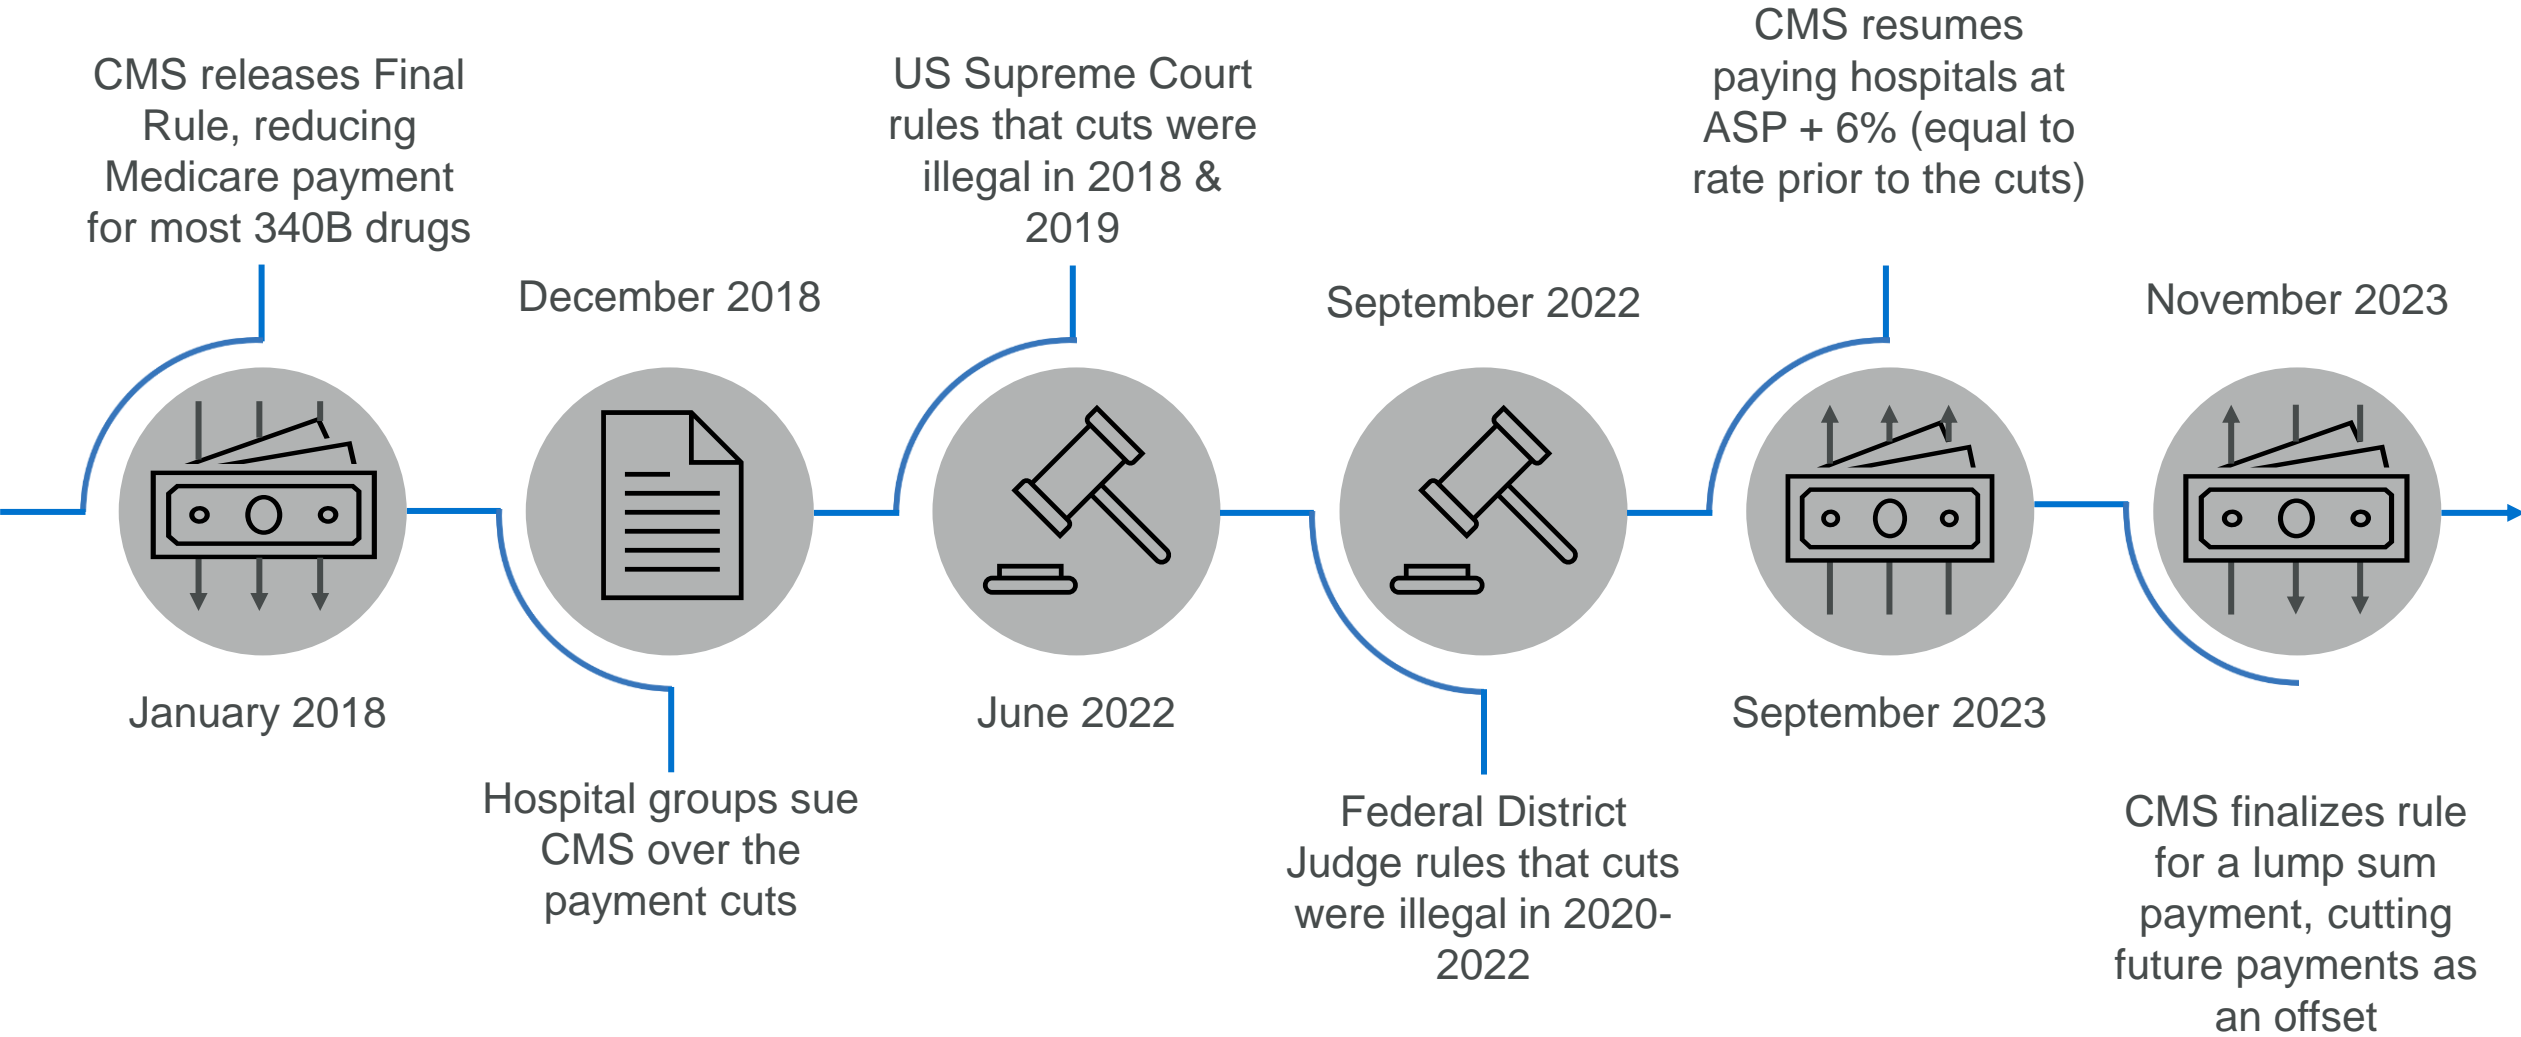 CMS releases Final
Rule, reducing
Medicare payment
for most 340B drugs
January 2018
December 2018
Hospital groups sue
CMS over the
payment cuts
US Supreme Court
rules that cuts were
illegal in 2018 &
2019
June 2022
September 2022
Federal District
Judge rules that cuts
were illegal in 2020-
2022
CMS resumes
paying hospitals at
ASP + 6% (equal to
rate prior to the cuts)
September 2023
November 2023
CMS finalizes rule
for a lump sum
payment, cutting
future payments as
an offset